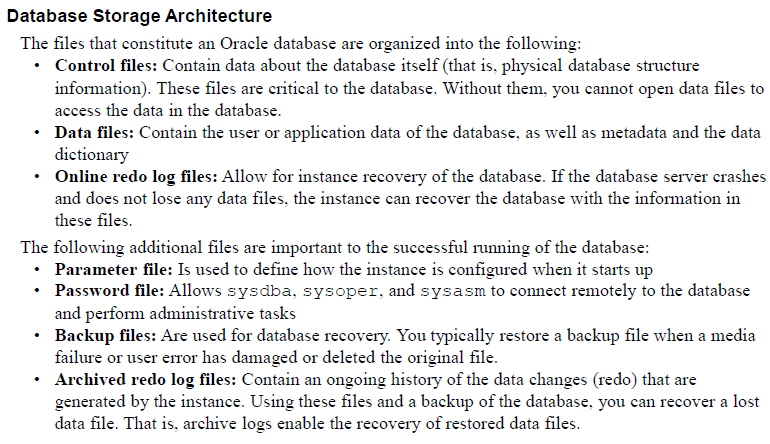 Database Storage Architecture
The files that constitute an Oracle database are organized into the following:
• Control files: Contain data about the database itself (that is, physical database structure
information). These files are critical to the database. Without them, you cannot open data files to
access the data in the database.
• Data files: Contain the user or application data of the database, as well as metadata and the data
dictionary
• Online redo log files: Allow for instance recovery of the database. If the database server crashes
and does not lose any data files, the instance can recover the database with the information in
these files.
The following additional files are important to the successful running of the database:
• Parameter file: Is used to define how the instance is configured when it starts up
• Password file: Allows sysdba, sysoper, and sysasm to connect remotely to the database
and perform administrative tasks
• Backup files: Are used for database recovery. You typically restore a backup file when a media
failure or user error has damaged or deleted the original file.
• Archived redo log files: Contain an ongoing history of the data changes (redo) that are
generated by the instance. Using these files and a backup of the database, you can recover a lost
data file. That is, archive logs enable the recovery of restored data files.